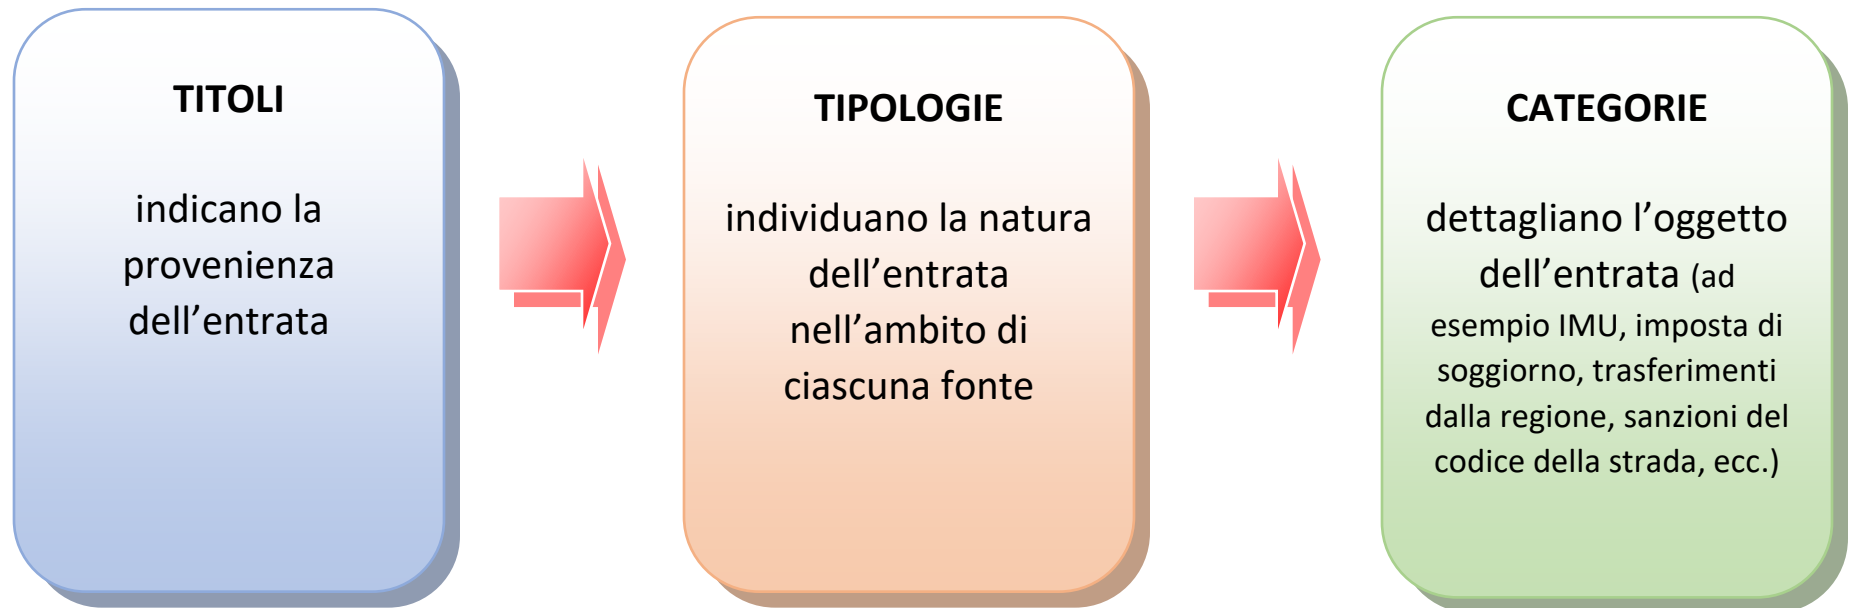 TITOLI
indicano la
provenienza
dell’entrata
TIPOLOGIE
individuano la natura
dell’entrata
nell’ambito di
ciascuna fonte
CATEGORIE
dettagliano l’oggetto
dell’entrata (ad
esempio IMU, imposta di
soggiorno, trasferimenti
dalla regione, sanzioni del
codice della strada, ecc.)